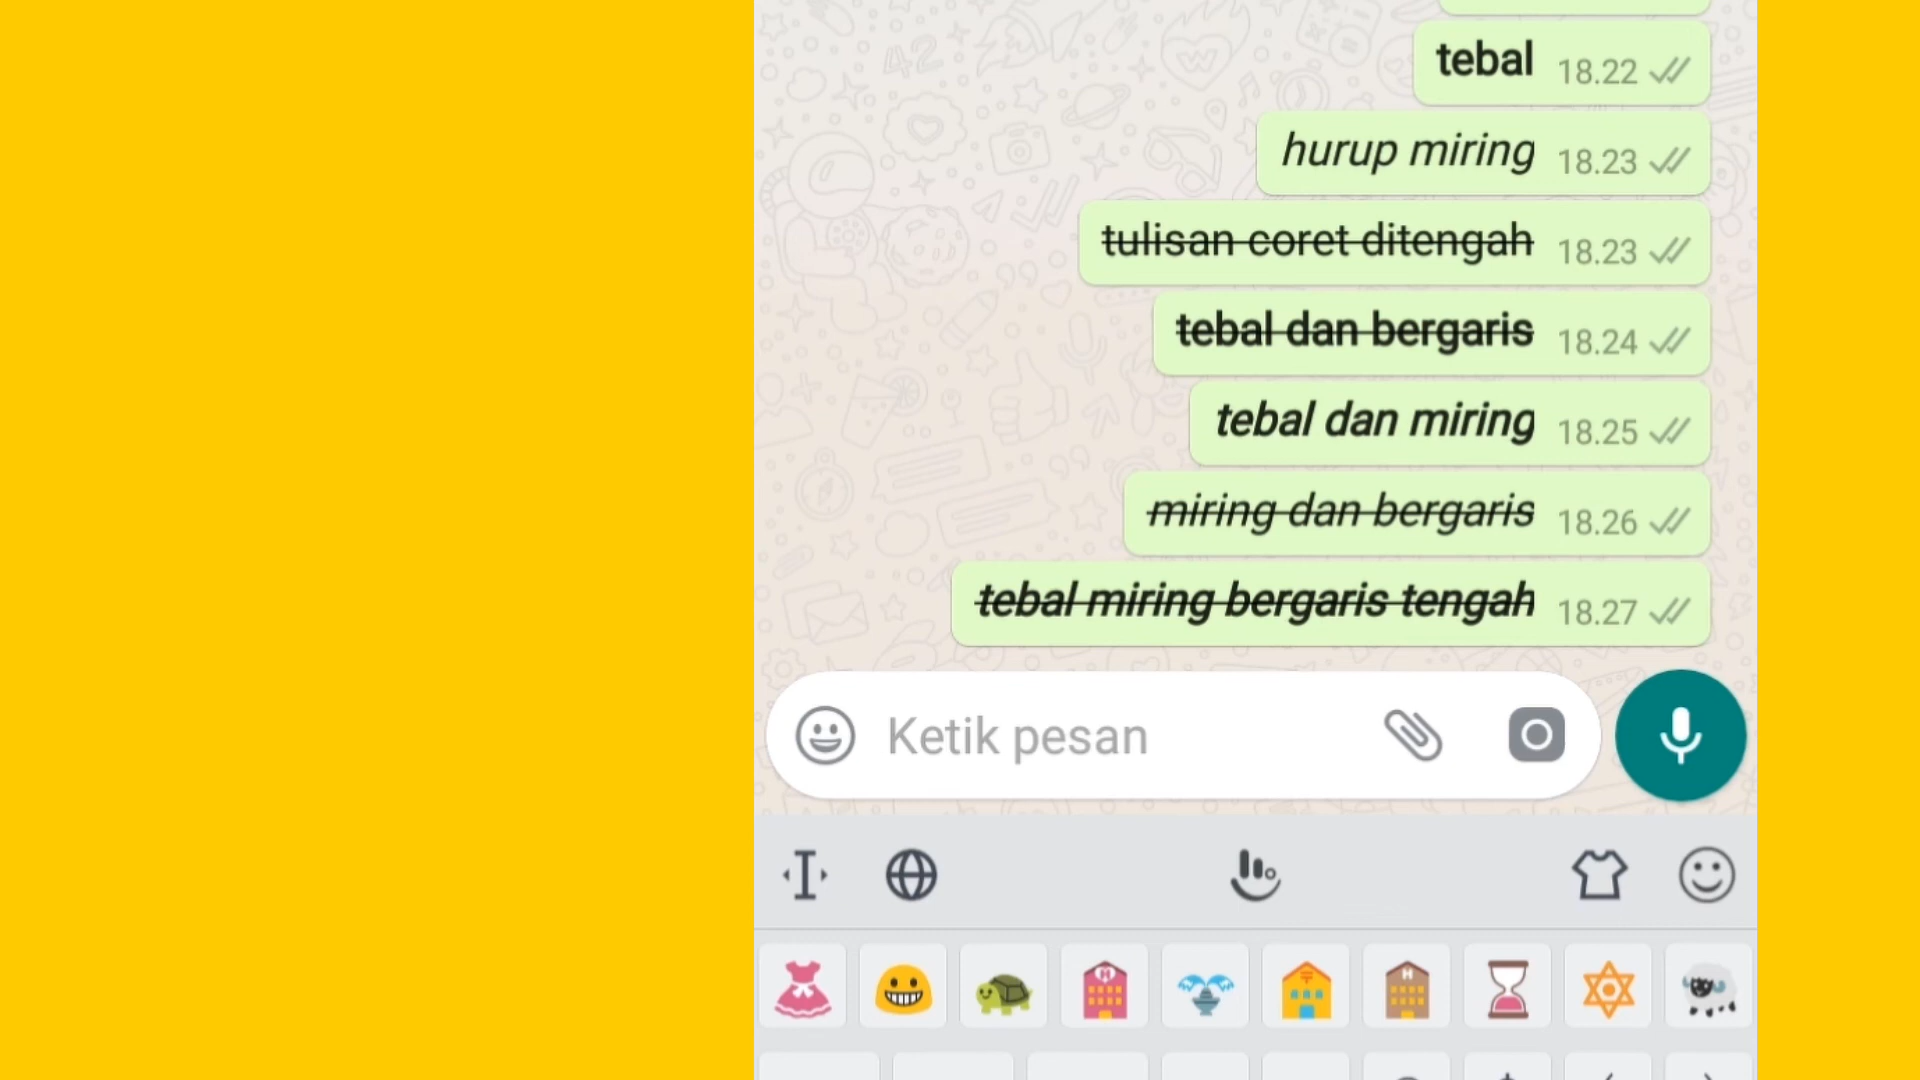 tebal 18.22
hurup miring 18.23
tulisan coret ditengah 18.23
tebal dan bergaris 18.24
tebal dan miring 18.25
miring dan bergaris 18.26
tebal miring bergaris tengah 18.27
Ketik pesan